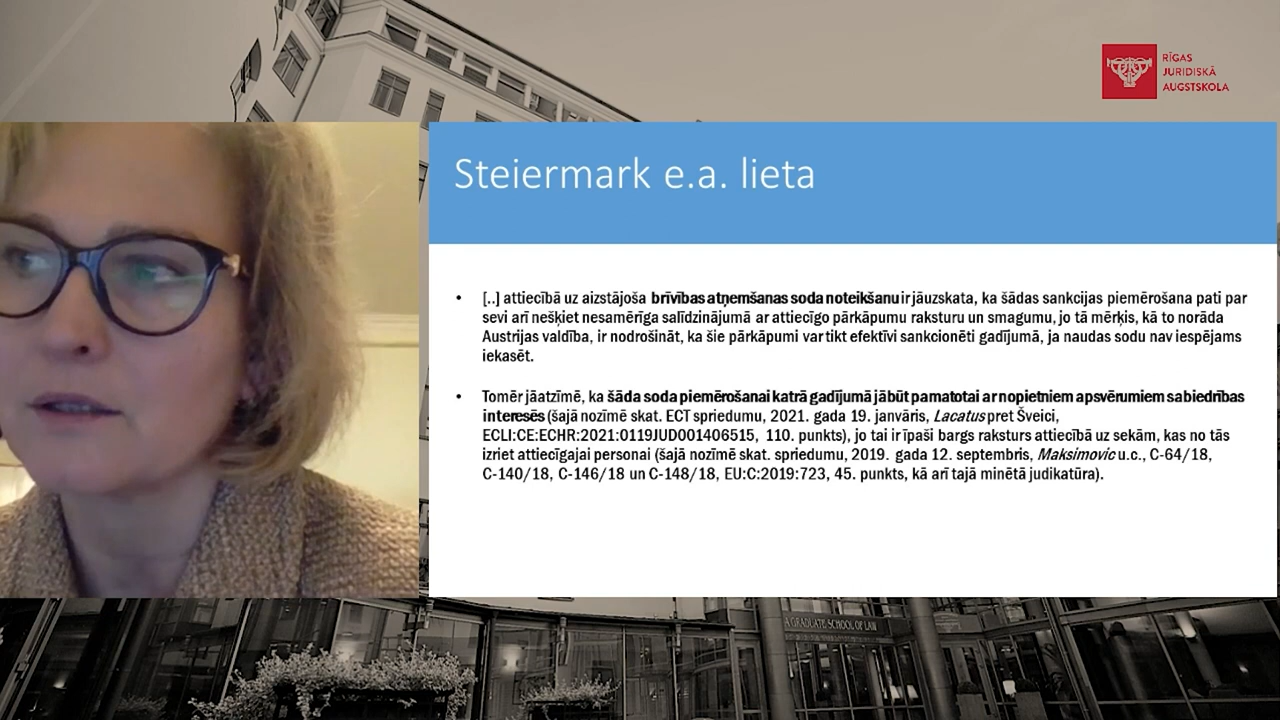 RĪGAS
JURIDISKĀ
AUGSTSKOLA
Steiermark e.a. lieta
• [..] attiecībā uz aizstājoša brīvības atņemšanas soda noteikšanu ir jāuzskata, ka šādas sankcijas piemērošana pati par
sevi arī nešķiet nesamērīga salīdzinājumā ar attiecīgo pārkāpumu raksturu un smagumu, jo tā mērķis, kā to norāda
Austrijas valdība, ir nodrošināt, ka šie pārkāpumi var tikt efektīvi sankcionēti gadījumā, ja naudas sodu nav iespējams
iekasēt.
• Tomēr jāatzīmē, ka šāda soda piemērošanai katrā gadījumā jābūt pamatotai ar nopietniem apsvērumiem sabiedrības
interesēs (šajā nozīmē skat. ECT spriedumu, 2021. gada 19. janvāris, Lacatus pret Šveici,
ECLI:CE:ECHR:2021:0119JUD001406515, 110. punkts), jo tai ir īpaši bargs raksturs attiecībā uz sekām, kas no tās
izriet attiecīgajai personai (šajā nozīmē skat. spriedumu, 2019. gada 12. septembris, Maksimovic u.c., C-64/18,
C-140/18, C-146/18 un C-148/18, EU:C:2019:723, 45. punkts, kā arī tajā minētā judikatūra).
A GRADUATE SCHOOL OF LAW